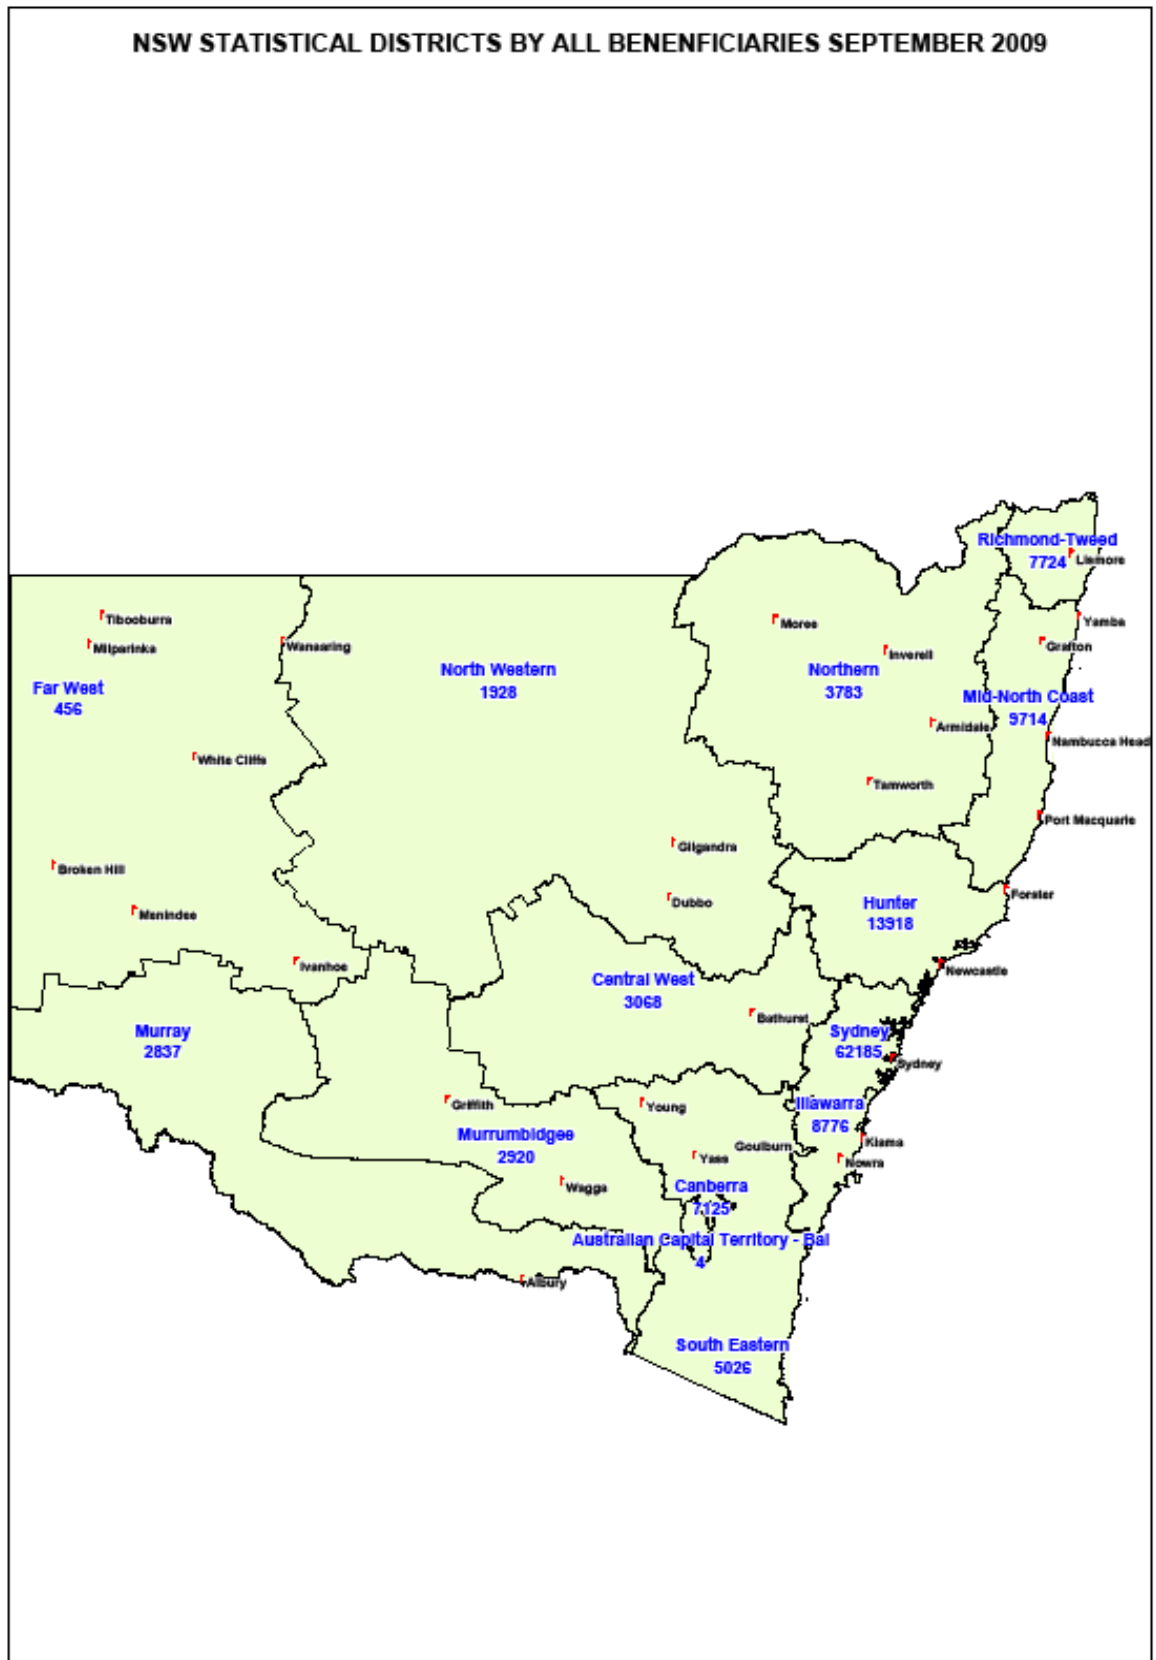 NSW STATISTICAL DISTRICTS BY ALL BENENFICIARIES SEPTEMBER 2009
Richmond-Tweed
7724
Lismore
Tibooburra
Milparinka
Wanaaring
Moree
Yamba
Grafton
Inverell
North Western
1928
Northern
3783
Far West
456
Mid-North Coast
9714
Armidale
Nambucca Head
White Cliffs
Tamworth
Port Macquarie
Gilgandra
Broken Hill
Forster
Dubbo
Hunter
13918
Menindee
Ivanhoe
Newcastle
Central West
3068
Bathurst
Murray
2837
Sydney
62185
Sydney
Griffith
Young
Illawarra
8776
Murrumbidgee
2920
Goulburn
Kiama
Yass
Nowra
Wagga
Canberra
7125
Australian Capital Territory - Bal
4
Albury
South Eastern
5026